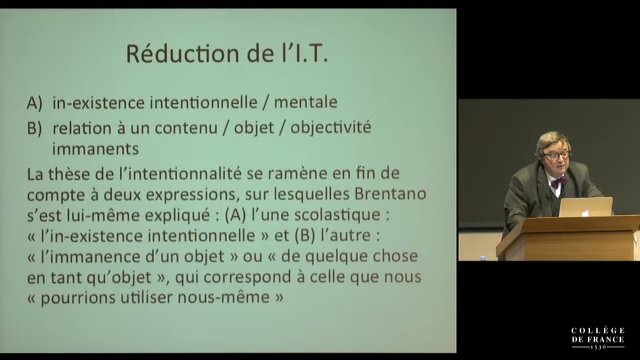 Réduction de l'I.T.
A) in-existence intentionnelle / mentale
B) relation à un contenu / objet / objectivité
immanents
La thèse de l'intentionnalité se ramène en fin de
compte à deux expressions, sur lesquelles Brentano
s'est lui-même expliqué : (A) l'une scolastique :
« l'in-existence intentionnelle » et (B) l'autre :
« l'immanence d'un objet » ou « de quelque chose
en tant qu'objet », qui correspond à celle que nous
« pourrions utiliser nous-même »
COLLÈGE
DE FRANCE
1530